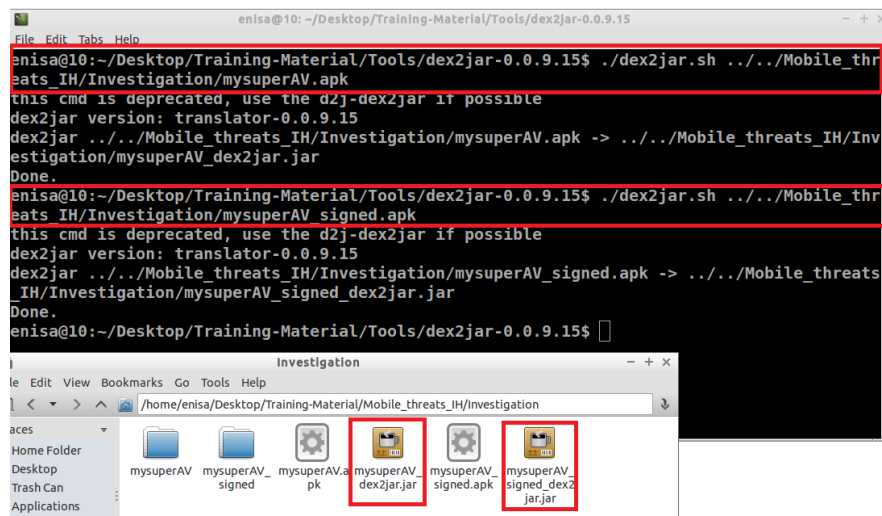 enisa@10: ~/Desktop/Training-Material/Tools/dex2jar-0.0.9.15
File Edit Tabs Help
enisa@10:~/Desktop/Training-Material/Tools/dex2jar-0.0.9.15$ ./dex2jar.sh ../../Mobile_thr
eats_IH/Investigation/mysuperAV.apk
this cmd is deprecated, use the d2j-dex2jar if possible
dex2jar version: translator-0.0.9.15
dex2jar ../../Mobile_threats_IH/Investigation/mysuperAV.apk -> ../../Mobile_threats_IH/Inv
estigation/mysuperAV_dex2jar.jar
Done.
enisa@10:~/Desktop/Training-Material/Tools/dex2jar-0.0.9.15$ ./dex2jar.sh ../../Mobile_thr
eats_IH/Investigation/mysuperAV_signed.apk
this cmd is deprecated, use the d2j-dex2jar if possible
dex2jar version: translator-0.0.9.15
dex2jar ../../Mobile_threats_IH/Investigation/mysuperAV_signed.apk -> ../../Mobile_threats
_IH/Investigation/mysuperAV_signed_dex2jar.jar
Done.
enisa@10:~/Desktop/Training-Material/Tools/dex2jar-0.0.9.15$
Investigation
le Edit View Bookmarks Go Tools Help
/home/enisa/Desktop/Training-Material/Mobile_threats_IH/Investigation
aces
Home Folder
Desktop
Trash Can
Applications
mysuperAV
mysuperAV_
signed
mysuperAV.a
pk
mysuperAV_
dex2jar.jar
mysuperAV_
signed.apk
mysuperAV_
signed_dex2
jar.jar